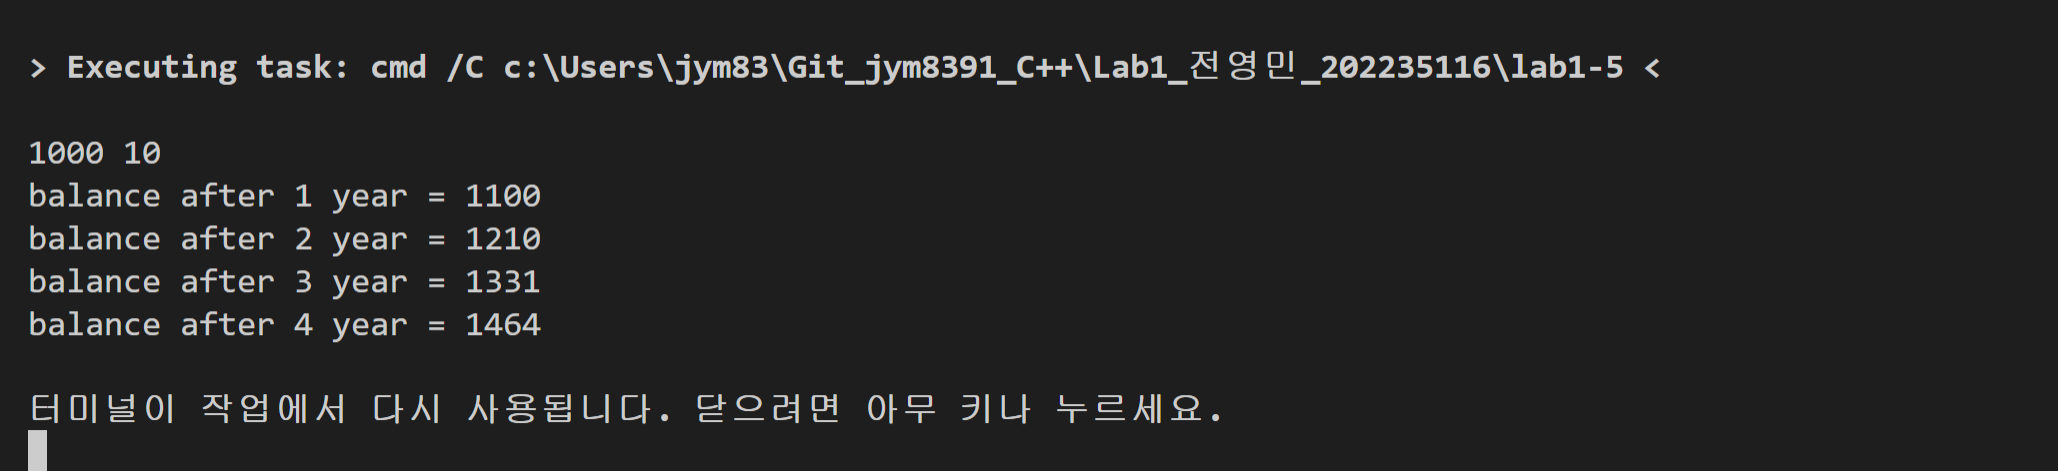 > Executing task: cmd /C c:\Users\jym83\Git_jym8391_C++\Lab1_전영민_202235116\lab1-5 <
1000 10
balance after 1 year = 1100
balance after 2 year = 1210
balance after 3 year = 1331
balance after 4 year = 1464
터미널이 작업에서 다시 사용됩니다. 닫으려면 아무 키나 누르세요.